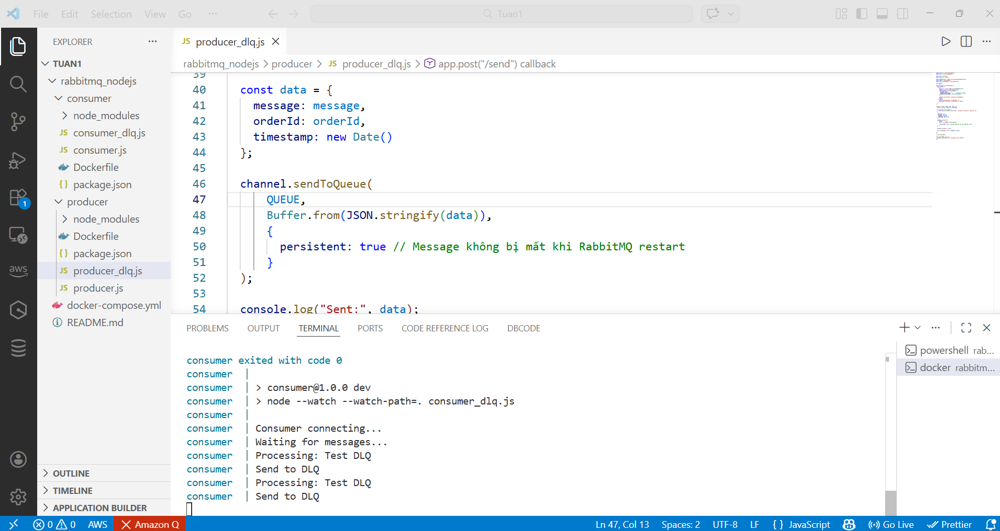 File Edit Selection View Go ··· Tuan1
EXPLORER ···
TUAN1
rabbitmq_nodejs
consumer
node_modules
JS consumer_dlq.js
JS consumer.js
Dockerfile
{} package.json
producer
node_modules
Dockerfile
{} package.json
JS producer_dlq.js
JS producer.js
docker-compose.yml
README.md
OUTLINE
TIMELINE
APPLICATION BUILDER
aws
1
JS producer_dlq.js
rabbitmq_nodejs > producer > JS producer_dlq.js > app.post("/send") callback
39
40 const data = {
41 message: message,
42 orderId: orderId,
43 timestamp: new Date()
44 };
45
46 channel.sendToQueue(
47 QUEUE,
48 Buffer.from(JSON.stringify(data)),
49 {
50 persistent: true // Message không bị mất khi RabbitMQ restart
51 }
52 );
53
54 console.log("Sent:", data);
PROBLEMS OUTPUT TERMINAL PORTS CODE REFERENCE LOG DBCODE
consumer exited with code 0
consumer |
consumer | > consumer@1.0.0 dev
consumer | > node --watch --watch-path=. consumer_dlq.js
consumer |
consumer | Consumer connecting...
consumer | Waiting for messages...
consumer | Processing: Test DLQ
consumer | Send to DLQ
consumer | Processing: Test DLQ
consumer | Send to DLQ
powershell rab...
docker rabbitm...
0 0 AWS Amazon Q Ln 47, Col 13 Spaces: 2 UTF-8 LF {} JavaScript Go Live Prettier